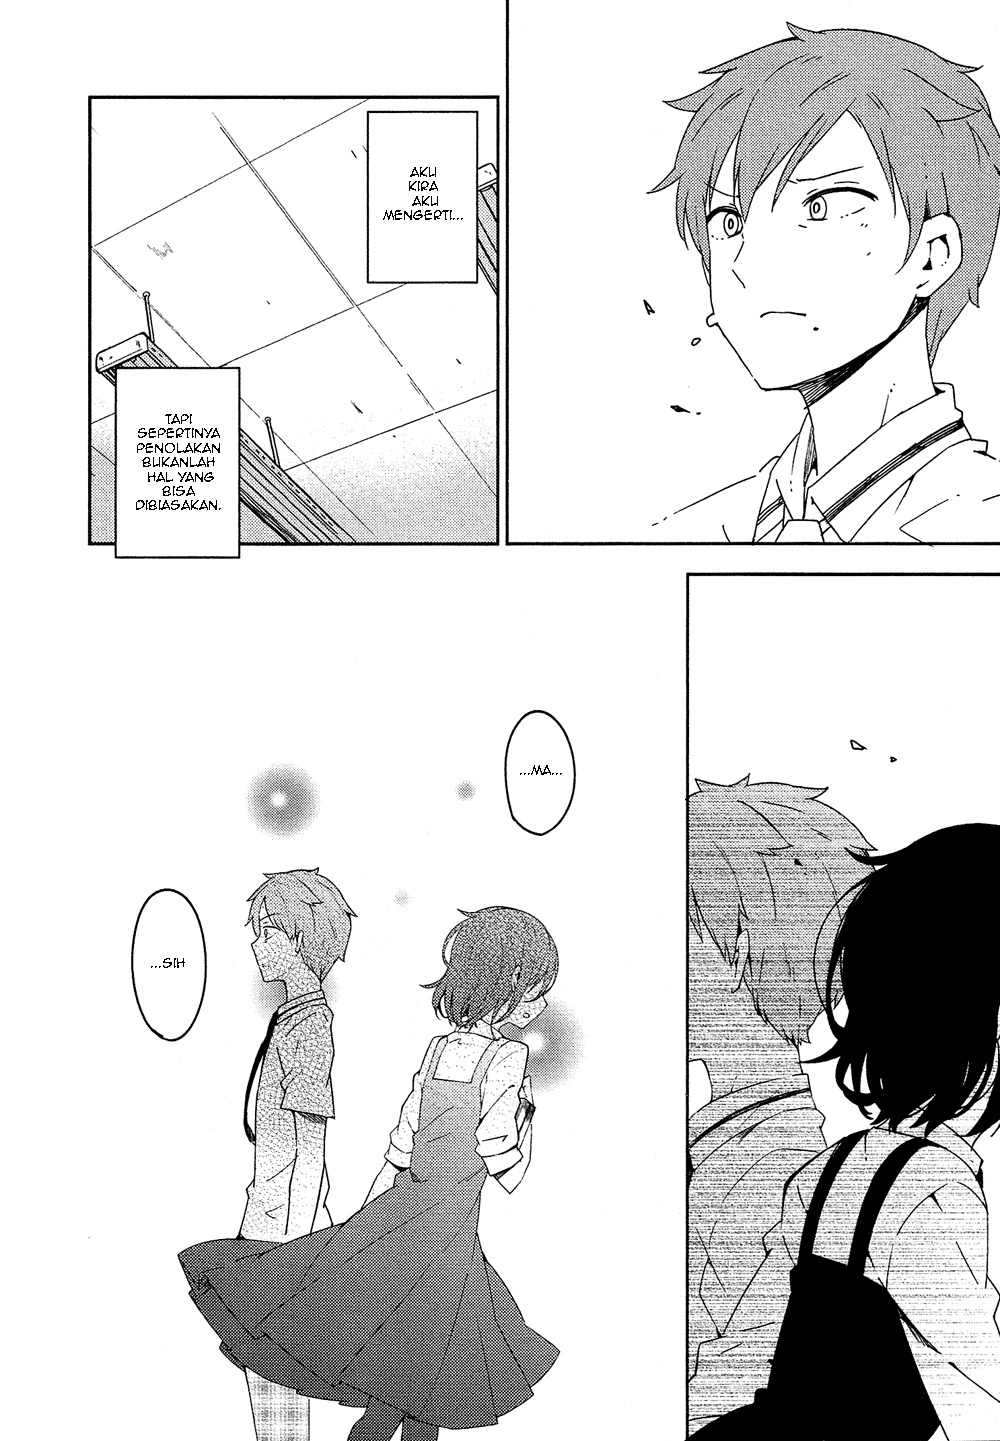 AKU
KIRA
AKU
MENGERTI...
TAPI
SEPERTINYA
PENOLAKAN
BUKANLAH
HAL YANG
BISA
DIBIASAKAN.
...MA...
...SIH